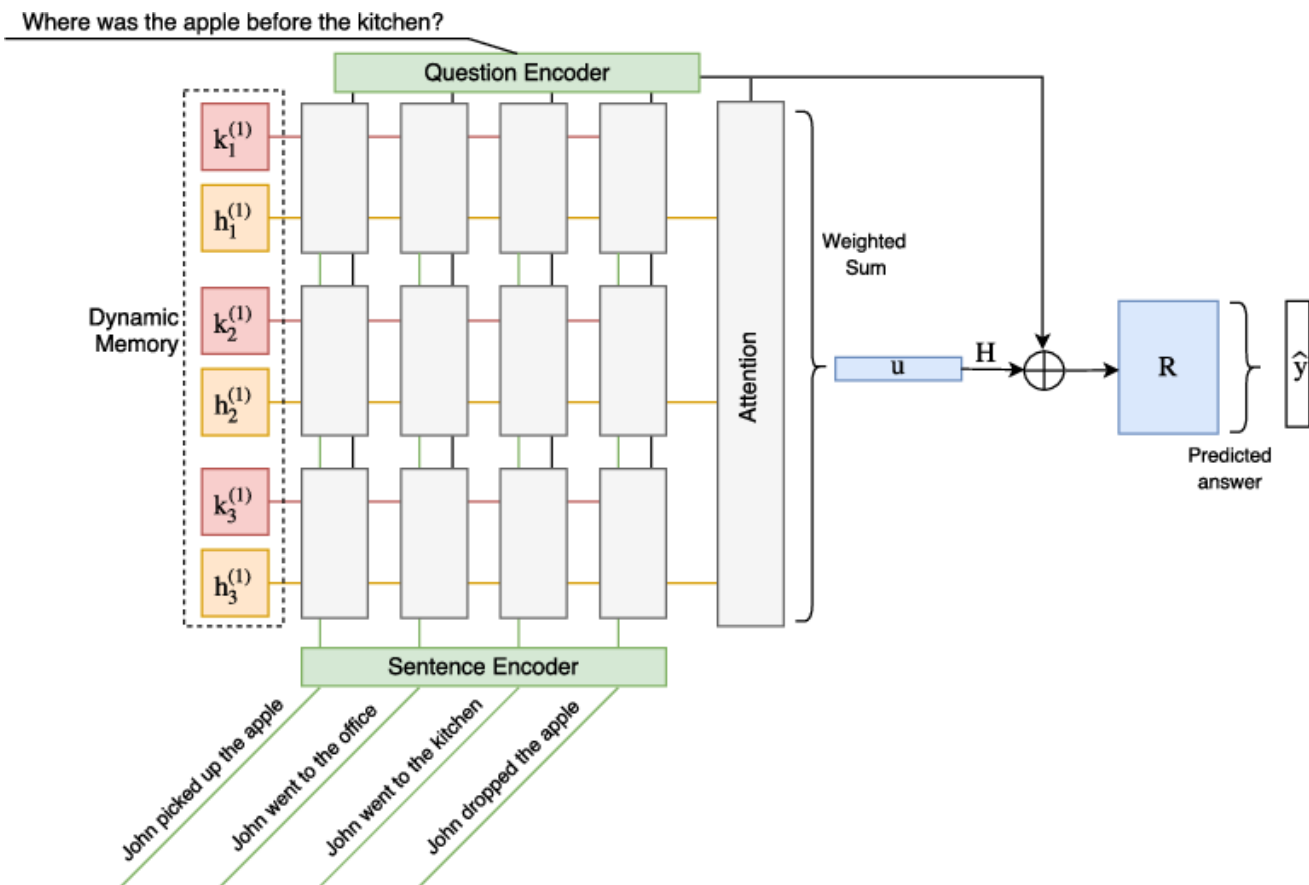 Where was the apple before the kitchen?
Question Encoder
k₁⁽¹⁾
h₁⁽¹⁾
Dynamic
Memory
k₂⁽¹⁾
h₂⁽¹⁾
k₃⁽¹⁾
h₃⁽¹⁾
Attention
Weighted
Sum
u
H
R
ŷ
Predicted
answer
Sentence Encoder
John picked up the apple
John went to the office
John went to the kitchen
John dropped the apple